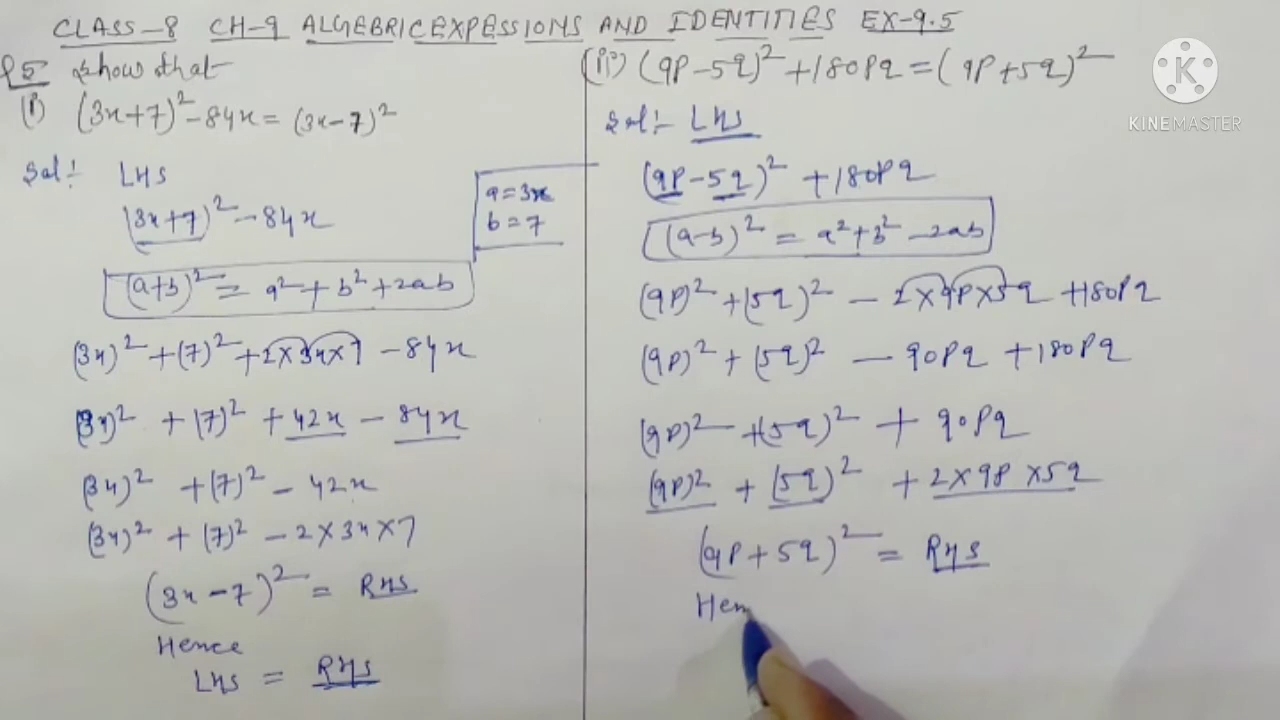 CLASS-8 CH-9 ALGEBRICEXPESSIONS AND IDENTITIES EX-9.5
Q5 Show that
(i) (3x+7)² - 84x = (3x-7)²
Sol:- LHS
(3x+7)² - 84x
a=3x
b=7
(a+b)² = a² + b² + 2ab
(3x)² + (7)² + 2×3x×7 - 84x
(3x)² + (7)² + 42x - 84x
(3x)² + (7)² - 42x
(3x)² + (7)² - 2×3x×7
(3x-7)² = RHS
Hence
LHS = RHS
(ii) (9P-5q)² + 180Pq = (9P+5q)²
Sol:- LHS
(9P-5q)² + 180Pq
(a-b)² = a² + b² - 2ab
(9P)² + (5q)² - 2×9P×5q + 180Pq
(9P)² + (5q)² - 90Pq + 180Pq
(9P)² + (5q)² + 90Pq
(9P)² + (5q)² + 2×9P×5q
(9P+5q)² = RHS
Hen
KINEMASTER